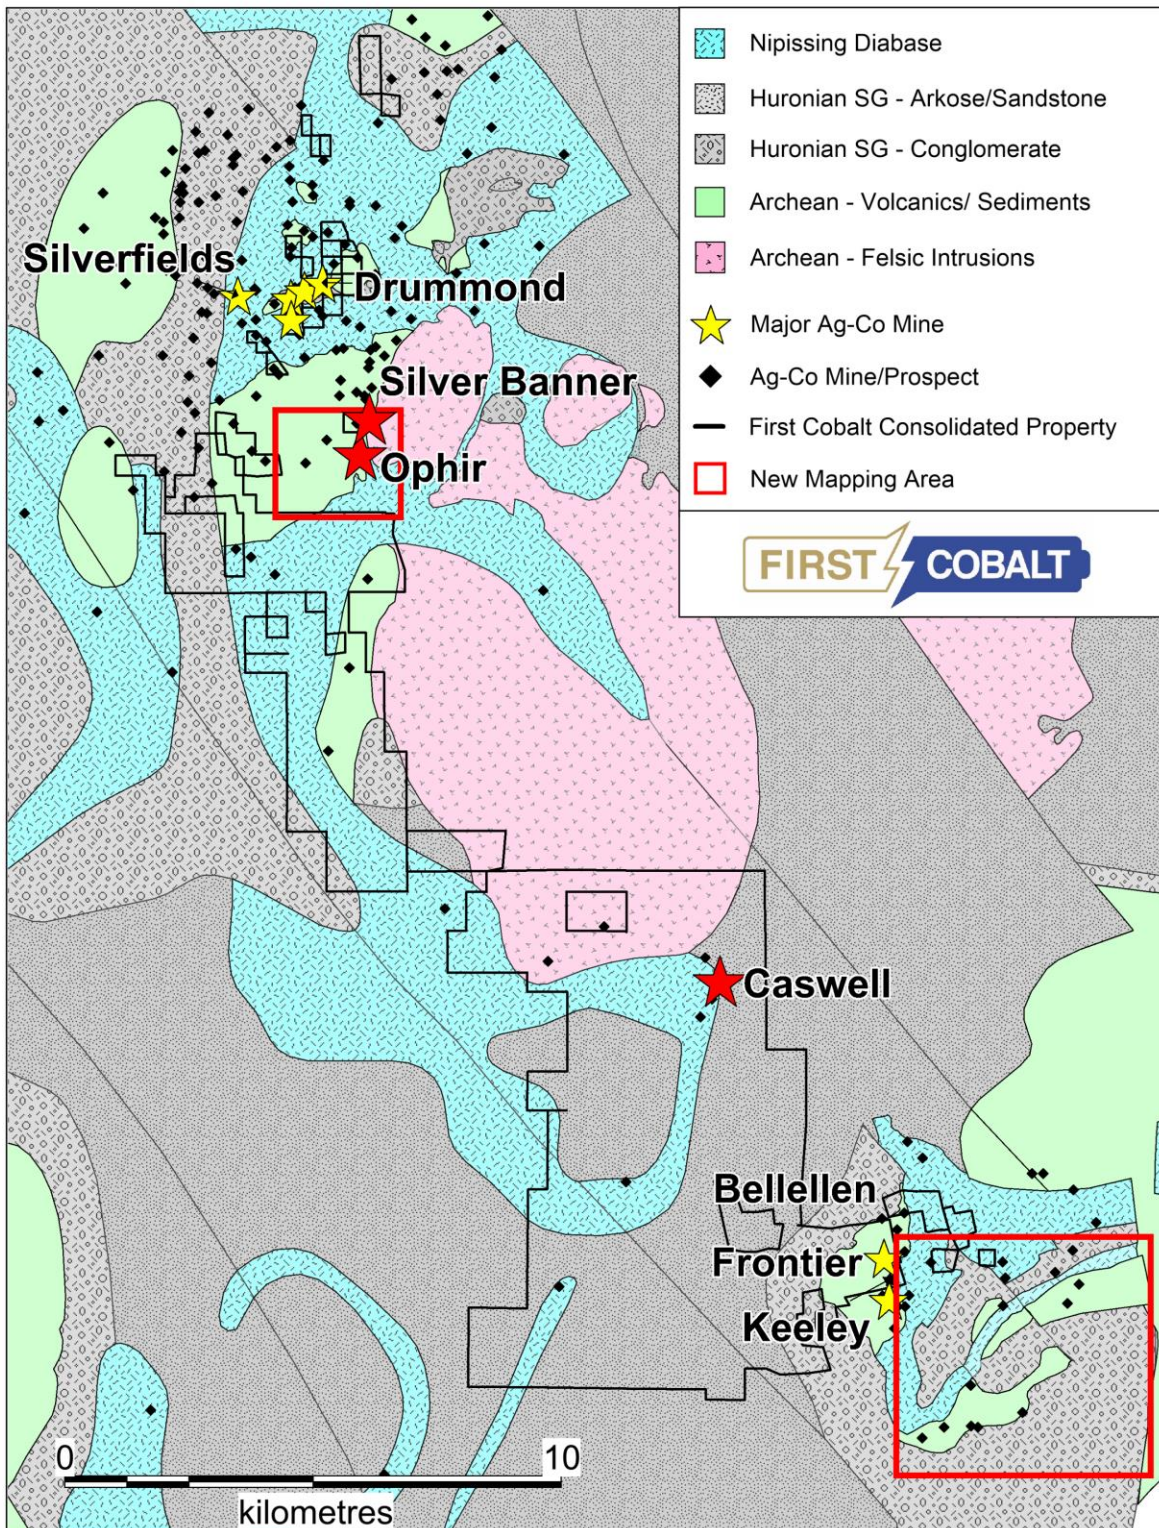 Nipissing Diabase
Huronian SG - Arkose/Sandstone
Huronian SG - Conglomerate
Archean - Volcanics/ Sediments
Archean - Felsic Intrusions
Major Ag-Co Mine
Ag-Co Mine/Prospect
First Cobalt Consolidated Property
New Mapping Area
FIRST COBALT
Silverfields
Drummond
Silver Banner
Ophir
Caswell
Bellellen
Frontier
Keeley
0 10
kilometres